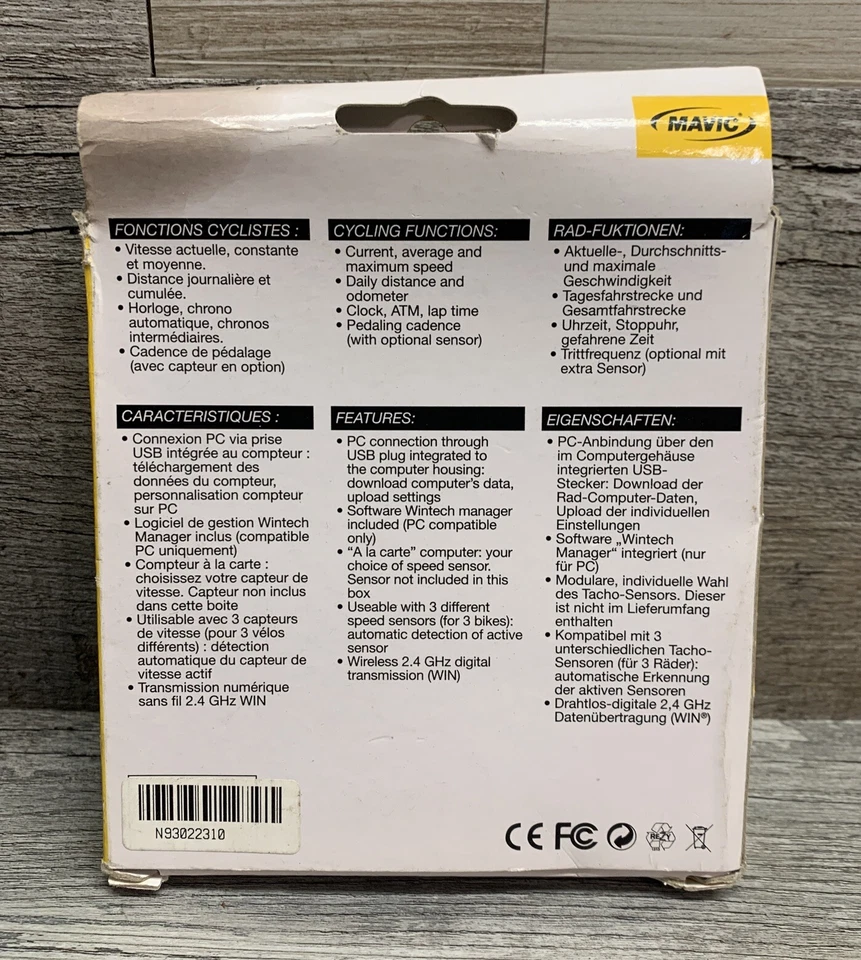 MAVIC
FONCTIONS CYCLISTES :
• Vitesse actuelle, constante
et moyenne.
• Distance journalière et
cumulée.
• Horloge, chrono
automatique, chronos
intermédiaires.
• Cadence de pédalage
(avec capteur en option)
CYCLING FUNCTIONS:
• Current, average and
maximum speed
• Daily distance and
odometer
• Clock, ATM, lap time
• Pedaling cadence
(with optional sensor)
RAD-FUKTIONEN:
• Aktuelle-, Durchschnitts-
und maximale
Geschwindigkeit
• Tagesfahrstrecke und
Gesamtfahrstrecke
• Uhrzeit, Stoppuhr,
gefahrene Zeit
• Trittfrequenz (optional mit
extra Sensor)
CARACTERISTIQUES :
• Connexion PC via prise
USB intégrée au compteur :
téléchargement des
données du compteur,
personnalisation compteur
sur PC
• Logiciel de gestion Wintech
Manager inclus (compatible
PC uniquement)
• Compteur à la carte :
choisissez votre capteur de
vitesse. Capteur non inclus
dans cette boite
• Utilisable avec 3 capteurs
de vitesse (pour 3 vélos
différents) : détection
automatique du capteur de
vitesse actif
• Transmission numérique
sans fil 2.4 GHz WIN
FEATURES:
• PC connection through
USB plug integrated to
the computer housing:
download computer's data,
upload settings
• Software Wintech manager
included (PC compatible
only)
• “A la carte” computer: your
choice of speed sensor.
Sensor not included in this
box
• Useable with 3 different
speed sensors (for 3 bikes):
automatic detection of active
sensor
• Wireless 2.4 GHz digital
transmission (WIN)
EIGENSCHAFTEN:
• PC-Anbindung über den
im Computergehäuse
integrierten USB-
Stecker: Download der
Rad-Computer-Daten,
Upload der individuellen
Einstellungen
• Software „Wintech
Manager“ integriert (nur
für PC)
• Modulare, individuelle Wahl
des Tacho-Sensors. Dieser
ist nicht im Lieferumfang
enthalten
• Kompatibel mit 3
unterschiedlichen Tacho-
Sensoren (für 3 Räder):
automatische Erkennung
der aktiven Sensoren
• Drahtlos-digitale 2,4 GHz
Datenübertragung (WIN®)
N93022310
CE FC RESY